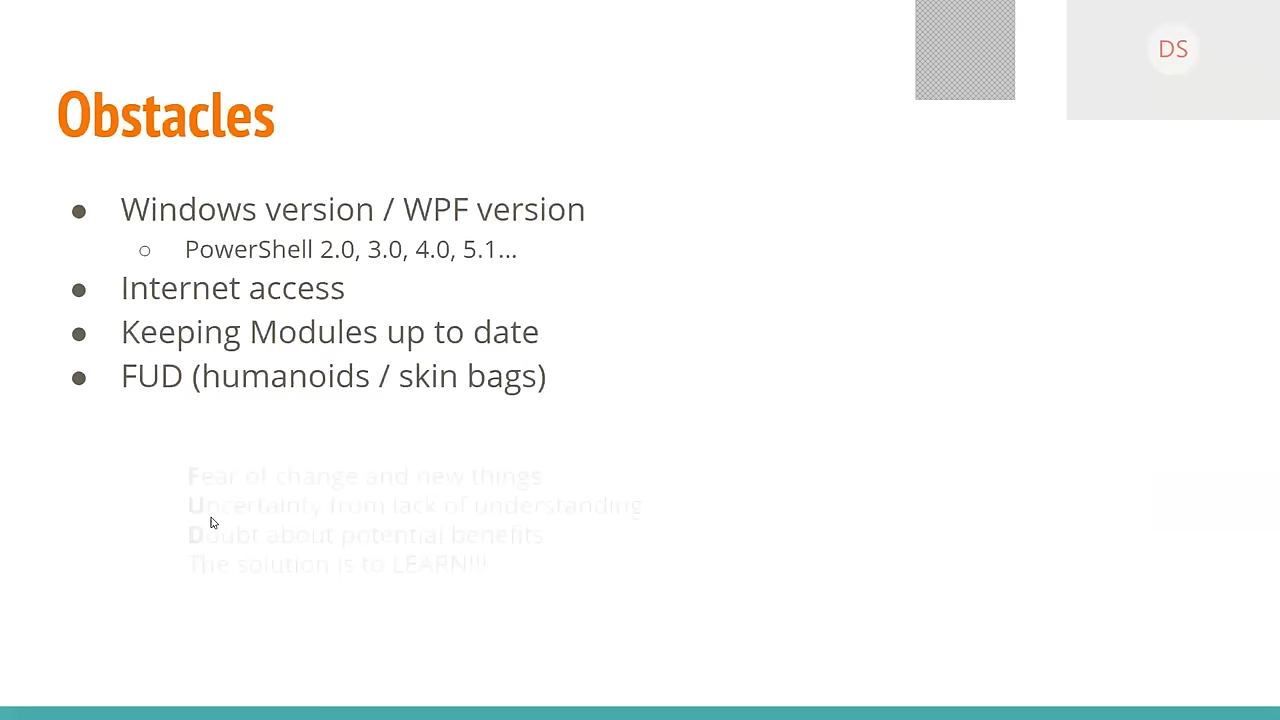 DS
Obstacles
● Windows version / WPF version
○ PowerShell 2.0, 3.0, 4.0, 5.1...
● Internet access
● Keeping Modules up to date
● FUD (humanoids / skin bags)
Fear of change and new things
Uncertainty from lack of understanding
Doubt about potential benefits
The solution is to LEARN!!!